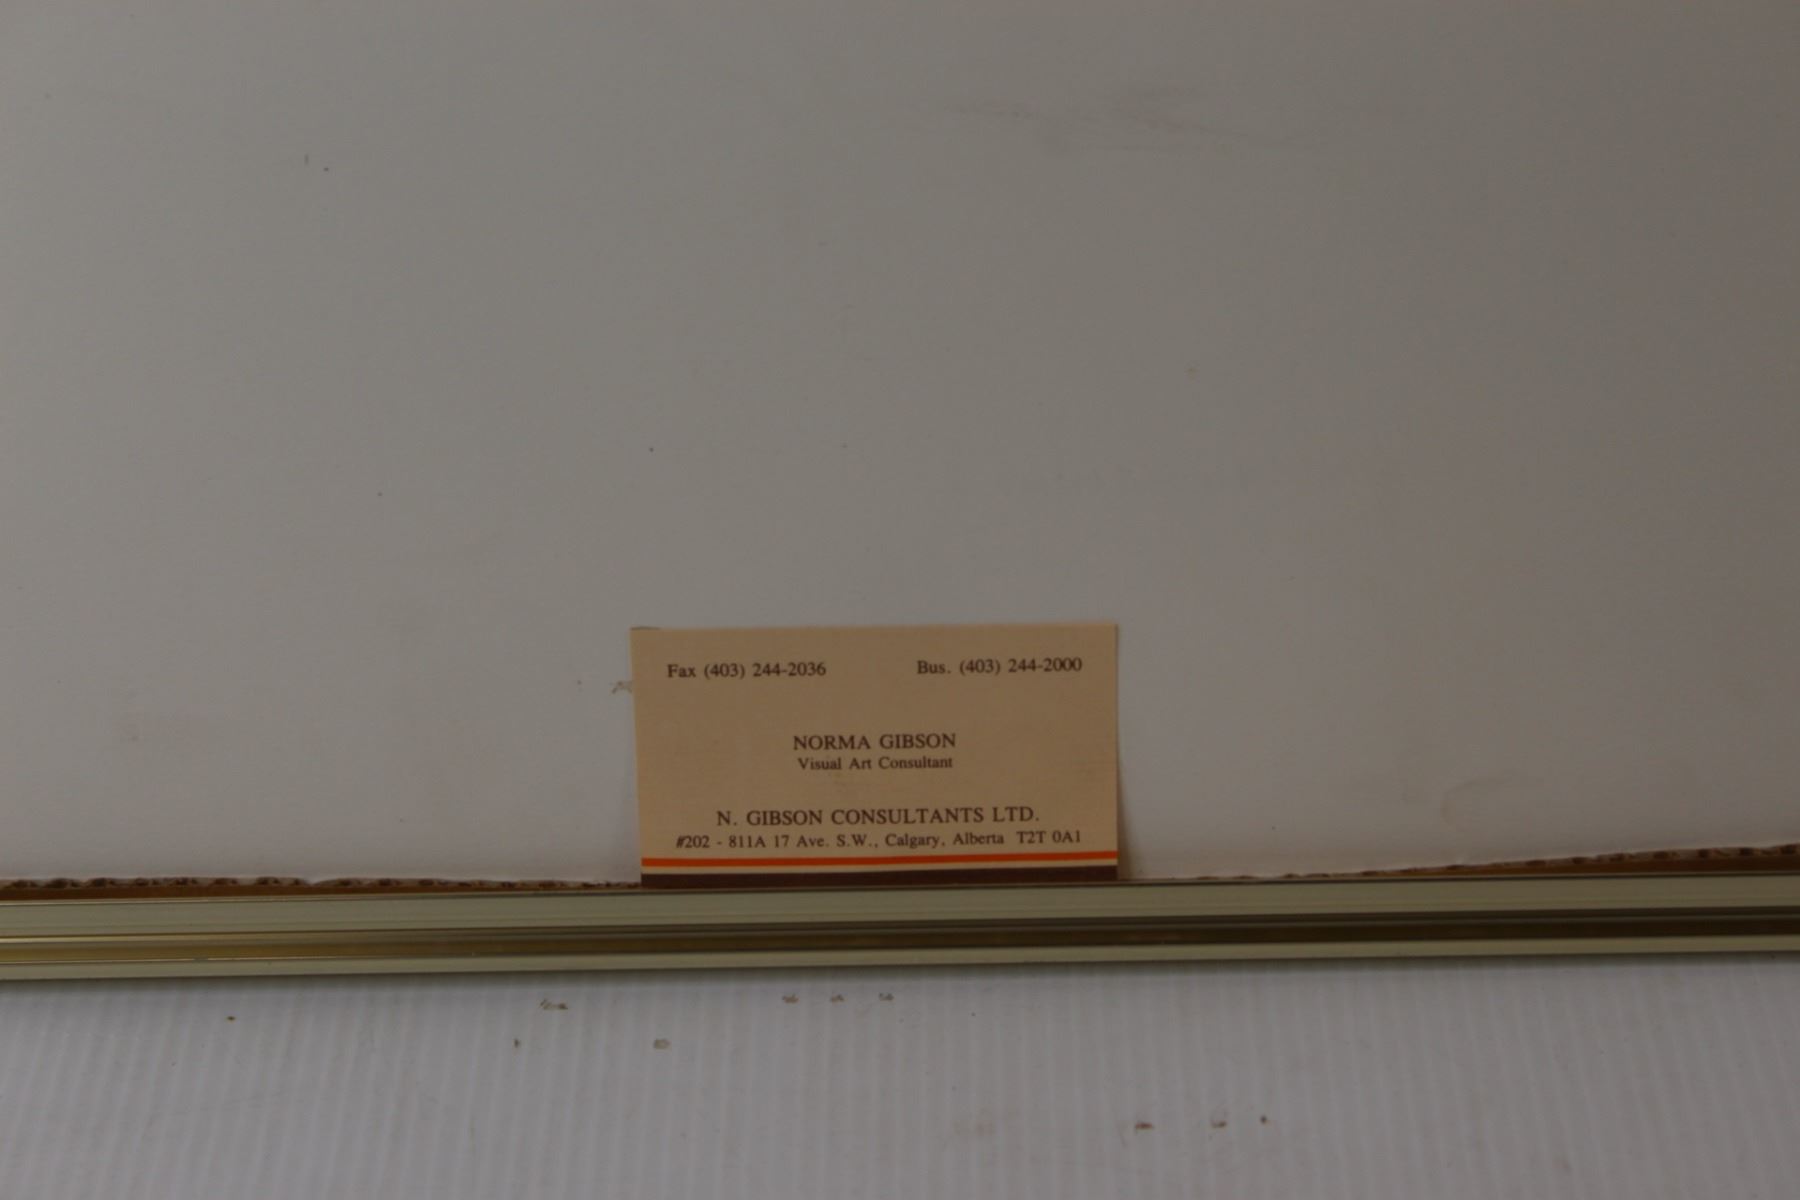 Fax (403) 244-2036 Bus. (403) 244-2000
NORMA GIBSON
Visual Art Consultant
N. GIBSON CONSULTANTS LTD.
#202 - 811A 17 Ave. S.W., Calgary, Alberta T2T 0A1